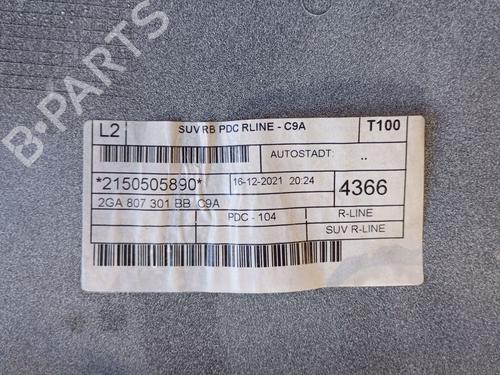 B-PARTS
L2 SUV RB PDC RLINE - C9A T100
AUTOSTADT: ..
*2150505890* 16-12-2021 20:24 4366
2GA 807 301 BB C9A
PDC - 104 R-LINE
SUV R-LINE